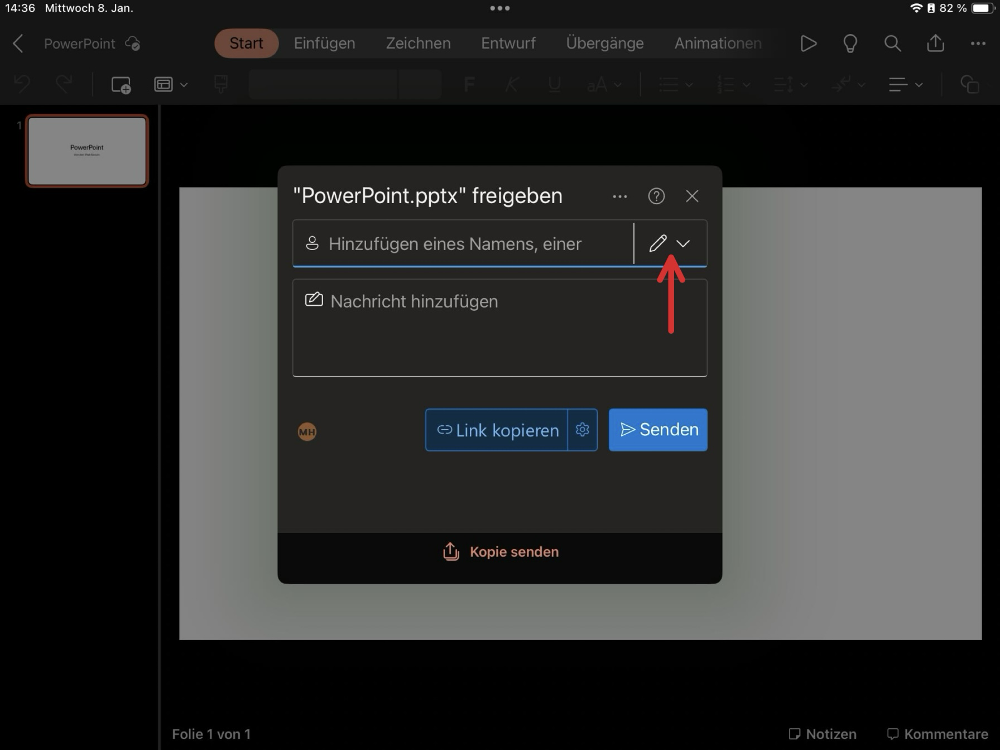 14:36 Mittwoch 8. Jan.
82 %
PowerPoint
Start Einfügen Zeichnen Entwurf Übergänge Animationen
F K U aA
1
PowerPoint
"PowerPoint.pptx" freigeben
Hinzufügen eines Namens, einer
Nachricht hinzufügen
MH
Link kopieren
Senden
Kopie senden
Folie 1 von 1
Notizen
Kommentare